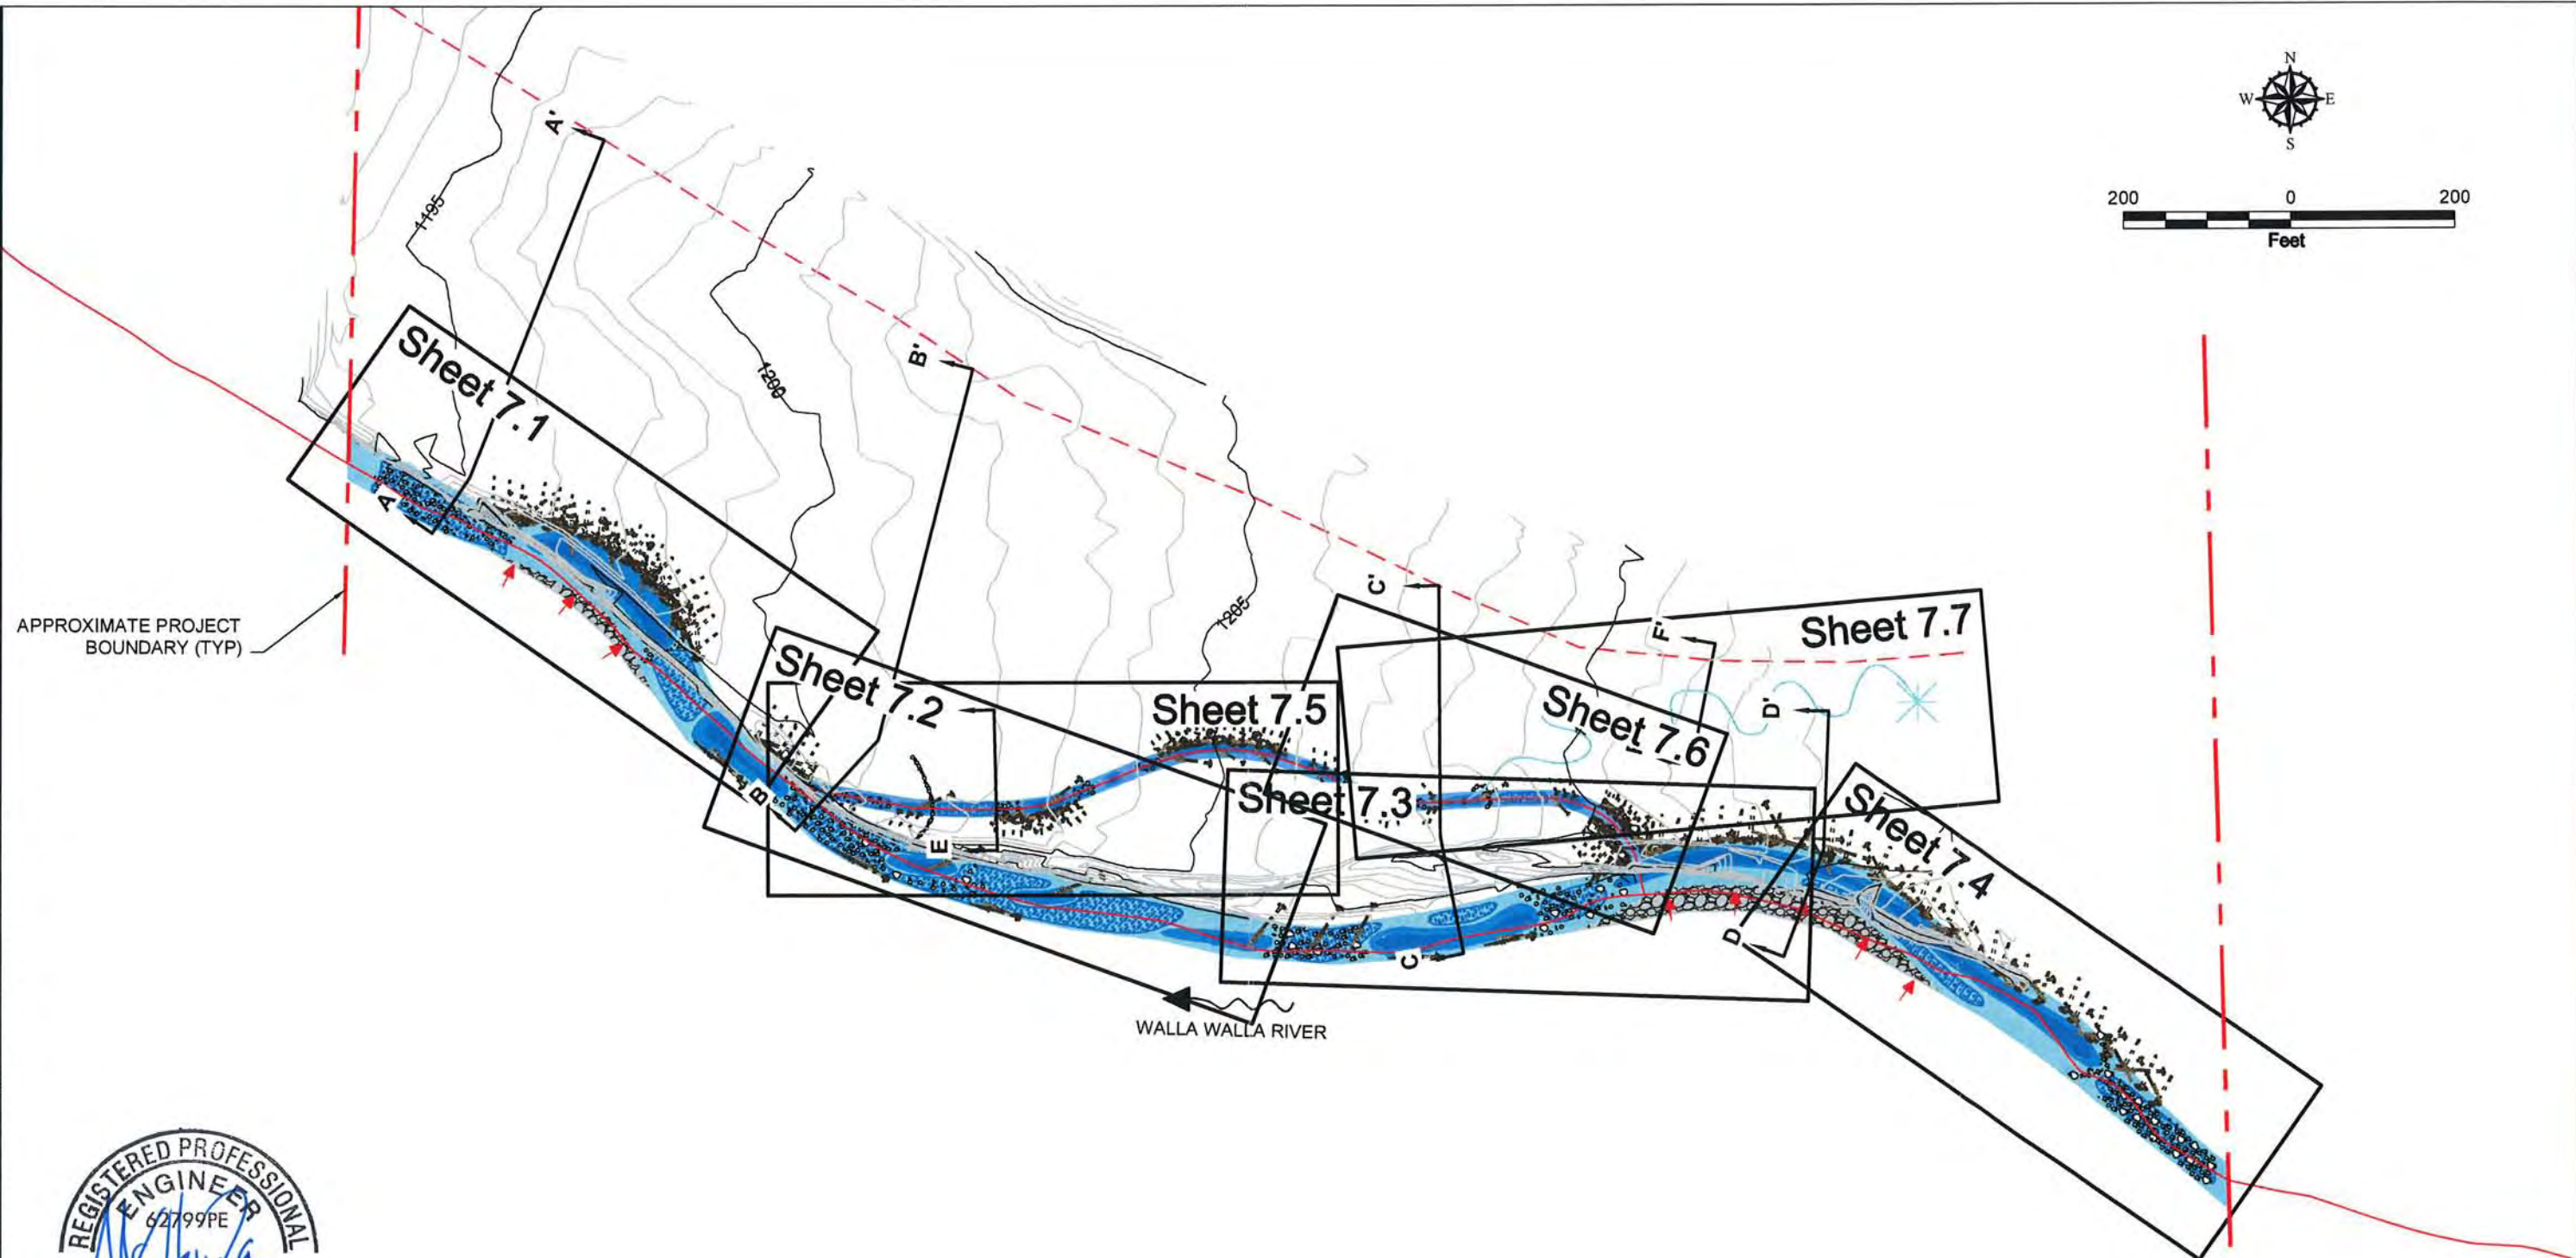 N
W E
S
200 0 200
Feet
A'
1195
B'
1200
Sheet 7.1
A
C'
1205
F'
Sheet 7.7
APPROXIMATE PROJECT
BOUNDARY (TYP)
Sheet 7.2
Sheet 7.5
Sheet 7.6
D'
B
Sheet 7.3
Sheet 7.4
E
C
D
WALLA WALLA RIVER
REGISTERED PROFESSIONAL
ENGINEER
62799PE